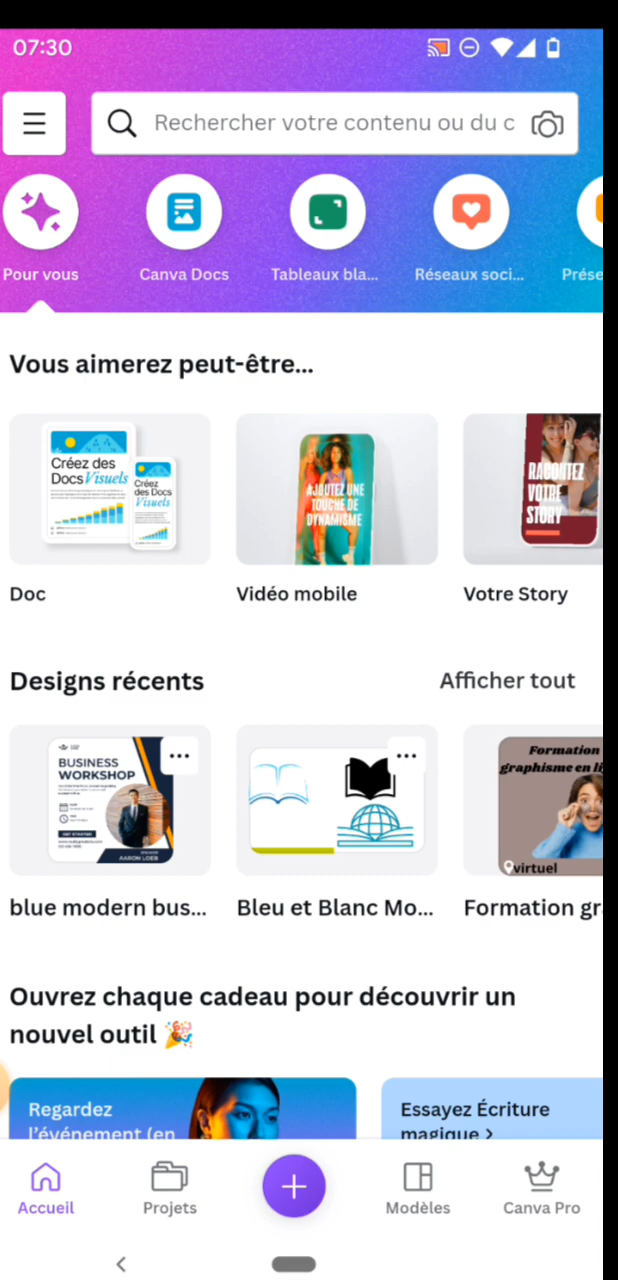 07:30
Rechercher votre contenu ou du c
Pour vous
Canva Docs
Tableaux bla...
Réseaux soci...
Prése
Vous aimerez peut-être...
Créez des
Docs Visuels
Créez
des Docs
Visuels
AJOUTEZ UNE
TOUCHE DE
DYNAMISME
RACONTEZ
VOTRE
STORY
Doc
Vidéo mobile
Votre Story
Designs récents
Afficher tout
BUSINESS
WORKSHOP
GET STARTED
AARON LOEB
Formation
graphisme en li
virtuel
blue modern bus...
Bleu et Blanc Mo...
Formation gr
Ouvrez chaque cadeau pour découvrir un
nouvel outil 🎉
Regardez
l'événement (en
Essayez Écriture
magique >
Accueil
Projets
Modèles
Canva Pro